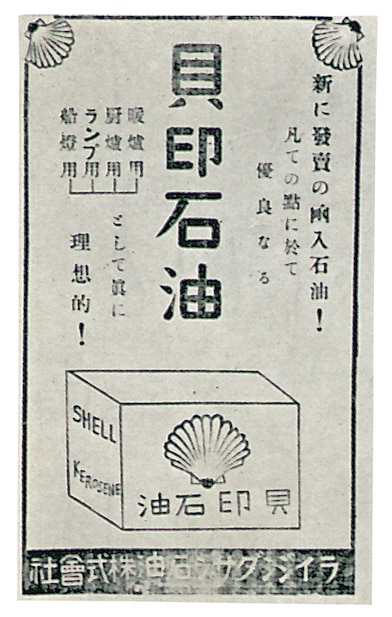 新に發賣の凾入石油！
凡ての點に於て
優良なる
貝印石油
暖爐用
厨爐用
ランプ用
船燈用
として眞に
理想的！
SHELL
KEROSENE
貝印石油
ライジングサン石油株式會社